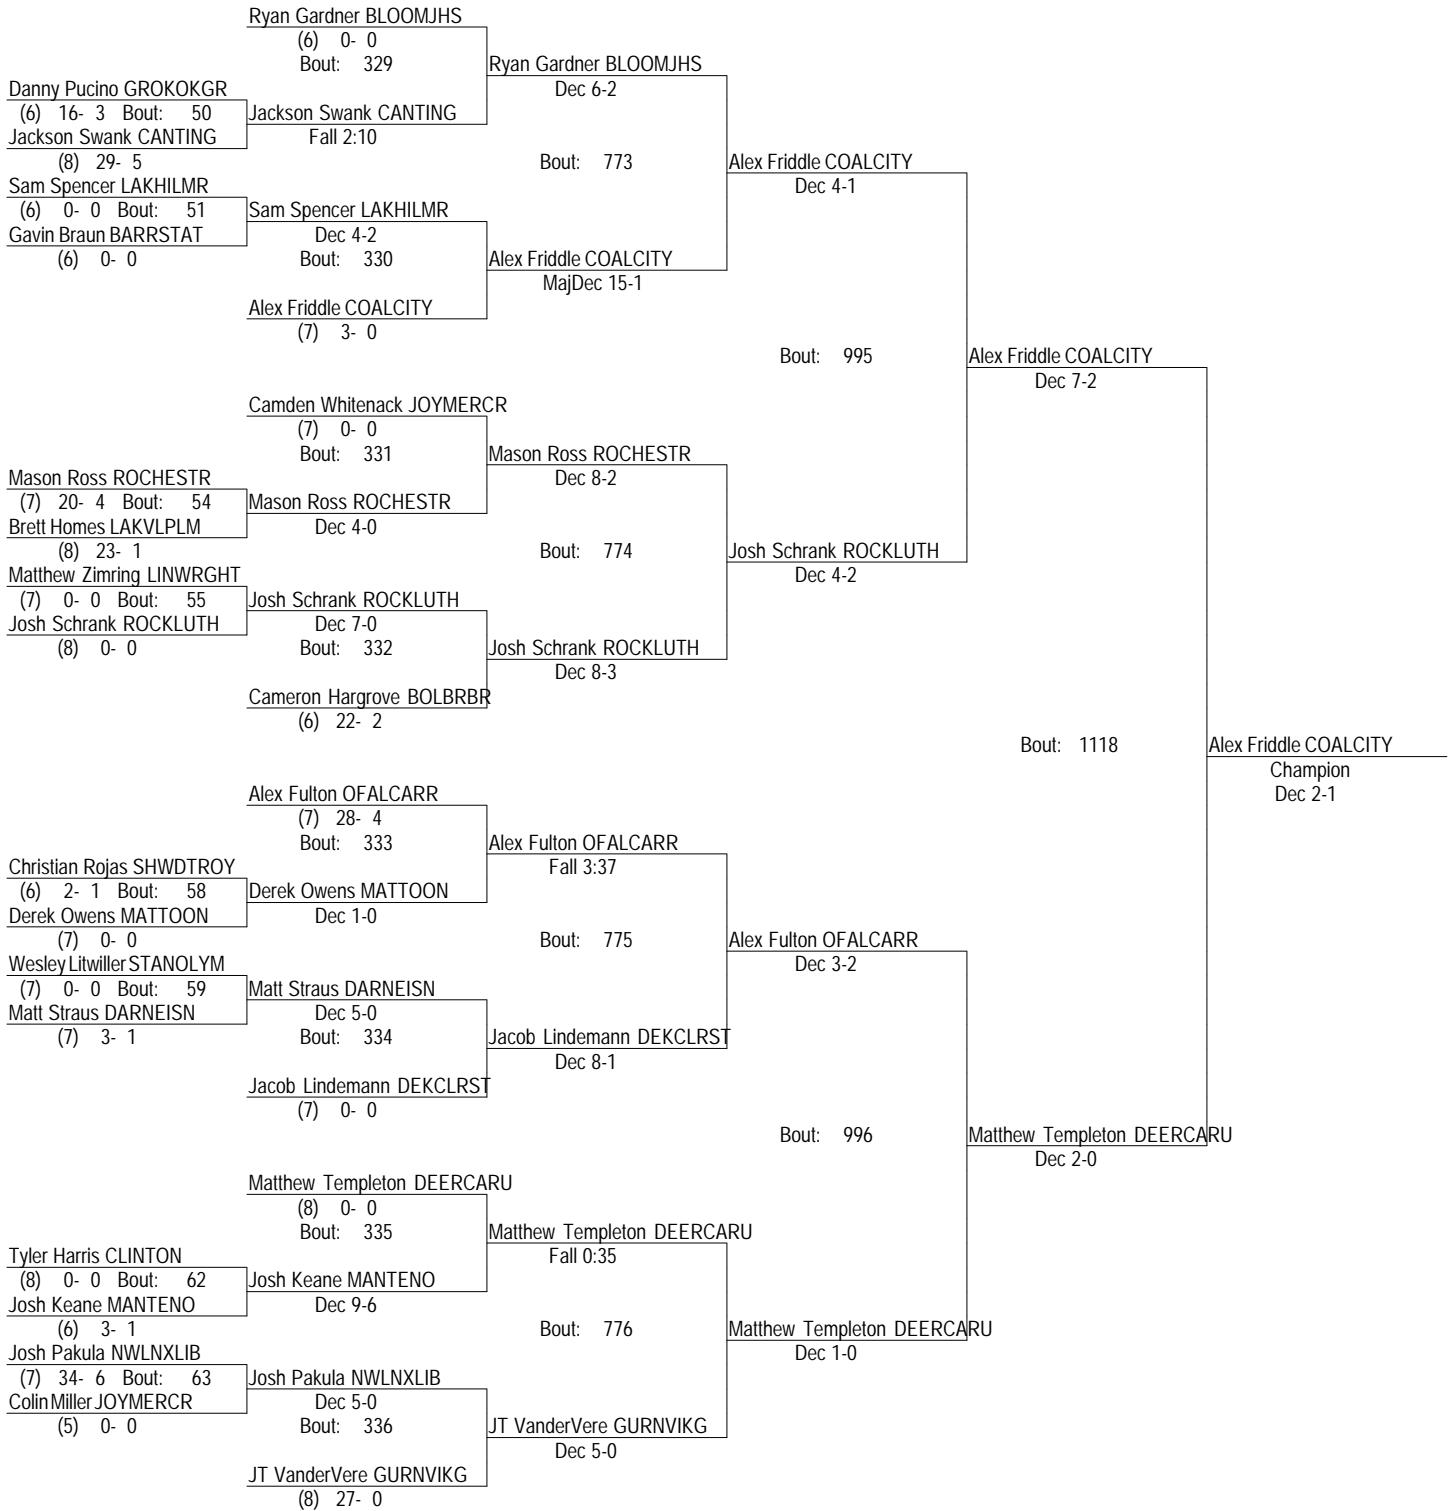 Ryan Gardner BLOOMJHS
(6) 0- 0
Bout: 329
Ryan Gardner BLOOMJHS
Dec 6-2
Danny Pucino GROKOKGR
(6) 16- 3 Bout: 50
Jackson Swank CANTING
Jackson Swank CANTING
Fall 2:10
(8) 29- 5
Bout: 773
Alex Friddle COALCITY
Dec 4-1
Sam Spencer LAKHILMR
(6) 0- 0 Bout: 51
Sam Spencer LAKHILMR
Gavin Braun BARRSTAT
Dec 4-2
(6) 0- 0
Bout: 330
Alex Friddle COALCITY
MajDec 15-1
Alex Friddle COALCITY
(7) 3- 0
Bout: 995
Alex Friddle COALCITY
Dec 7-2
Camden Whitenack JOYMERCR
(7) 0- 0
Bout: 331
Mason Ross ROCHESTR
Dec 8-2
Mason Ross ROCHESTR
(7) 20- 4 Bout: 54
Mason Ross ROCHESTR
Brett Homes LAKVLPLM
Dec 4-0
(8) 23- 1
Bout: 774
Josh Schrank ROCKLUTH
Dec 4-2
Matthew Zimring LINWRGHT
(7) 0- 0 Bout: 55
Josh Schrank ROCKLUTH
Josh Schrank ROCKLUTH
Dec 7-0
(8) 0- 0
Bout: 332
Josh Schrank ROCKLUTH
Dec 8-3
Cameron Hargrove BOLBRBR
(6) 22- 2
Bout: 1118
Alex Friddle COALCITY
Champion
Dec 2-1
Alex Fulton OFALCARR
(7) 28- 4
Bout: 333
Alex Fulton OFALCARR
Fall 3:37
Christian Rojas SHWDTROY
(6) 2- 1 Bout: 58
Derek Owens MATTOON
Derek Owens MATTOON
Dec 1-0
(7) 0- 0
Bout: 775
Alex Fulton OFALCARR
Dec 3-2
Wesley Litwiller STANOLYM
(7) 0- 0 Bout: 59
Matt Straus DARNEISN
Matt Straus DARNEISN
Dec 5-0
(7) 3- 1
Bout: 334
Jacob Lindemann DEKCLRST
Dec 8-1
Jacob Lindemann DEKCLRST
(7) 0- 0
Bout: 996
Matthew Templeton DEERCARU
Dec 2-0
Matthew Templeton DEERCARU
(8) 0- 0
Bout: 335
Matthew Templeton DEERCARU
Fall 0:35
Tyler Harris CLINTON
(8) 0- 0 Bout: 62
Josh Keane MANTENO
Josh Keane MANTENO
Dec 9-6
(6) 3- 1
Bout: 776
Matthew Templeton DEERCARU
Dec 1-0
Josh Pakula NWLNXLIB
(7) 34- 6 Bout: 63
Josh Pakula NWLNXLIB
Colin Miller JOYMERCR
Dec 5-0
(5) 0- 0
Bout: 336
JT VanderVere GURNVIKG
Dec 5-0
JT VanderVere GURNVIKG
(8) 27- 0